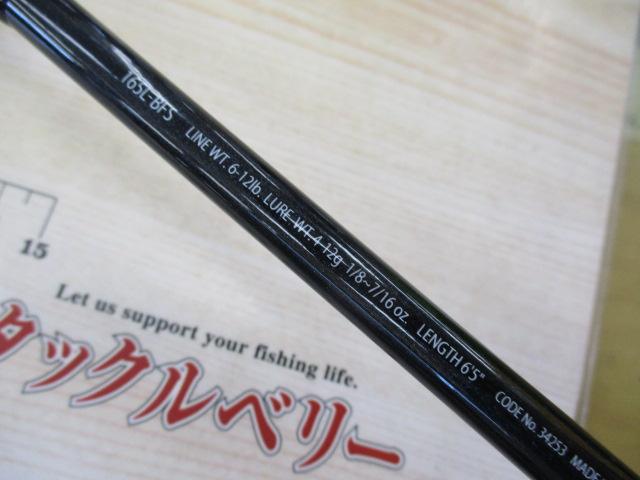 165L-BFS LINE WT. 6-12lb. LURE WT. 4-12g 1/8~7/16 oz. LENGTH 6'5" CODE No. 34253 MADE
15
Let us support your fishing life.
タックルベリー